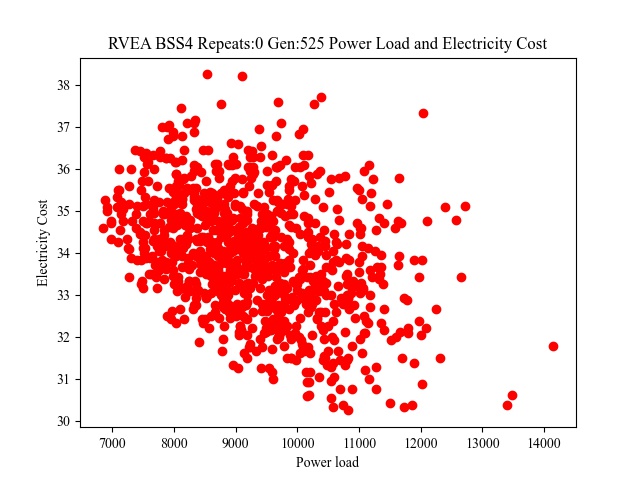 RVEA BSS4 Repeats:0 Gen:525 Power Load and Electricity Cost
Electricity Cost
38
37
36
35
34
33
32
31
30
7000 8000 9000 10000 11000 12000 13000 14000
Power load